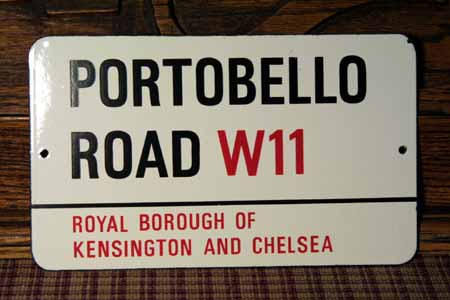 PORTOBELLO
ROAD W11
ROYAL BOROUGH OF
KENSINGTON AND CHELSEA